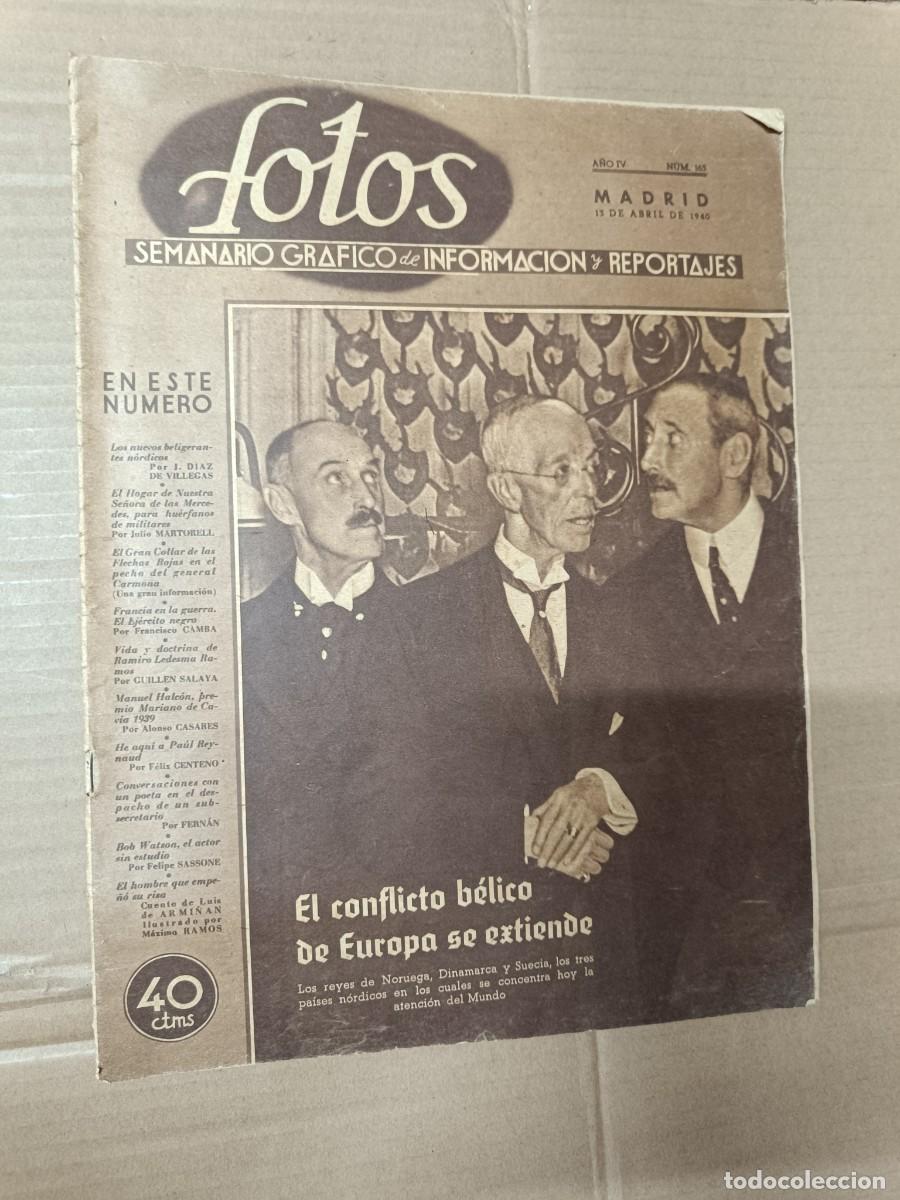 fotos
AÑO IV NÚM. 165
MADRID
13 DE ABRIL DE 1940
SEMANARIO GRAFICO de INFORMACION y REPORTAJES
EN ESTE
NUMERO
Los nuevos beligeran-
tes nórdicos
Por J. DIAZ
DE VILLEGAS
El Hogar de Nuestra
Señora de las Merce-
des, para huérfanos
de militares
Por Julio MARTORELL
El Gran Collar de las
Flechas Rojas en el
pecho del general
Carmona
(Una gran información)
Francia en la guerra.
El Ejército negro
Por Francisco CAMBA
Vida y doctrina de
Ramiro Ledesma Ra-
mos
Por GUILLEN SALAYA
Manuel Halcón, pre-
mio Mariano de Ca-
via 1939
Por Alonso CASARES
He aquí a Paúl Rey-
naud
Por Félix CENTENO
Conversaciones con
un poeta en el des-
pacho de un sub-
secretario
Por FERNÁN
Bob Watson, el actor
sin estudio
Por Felipe SASSONE
El hombre que empe-
ñó su risa
Cuento de Luis
de ARMIÑAN
Ilustrado por
Máximo RAMOS
40
ctms
El conflicto bélico
de Europa se extiende
Los reyes de Noruega, Dinamarca y Suecia, los tres
países nórdicos en los cuales se concentra hoy la
atención del Mundo
todocoleccion